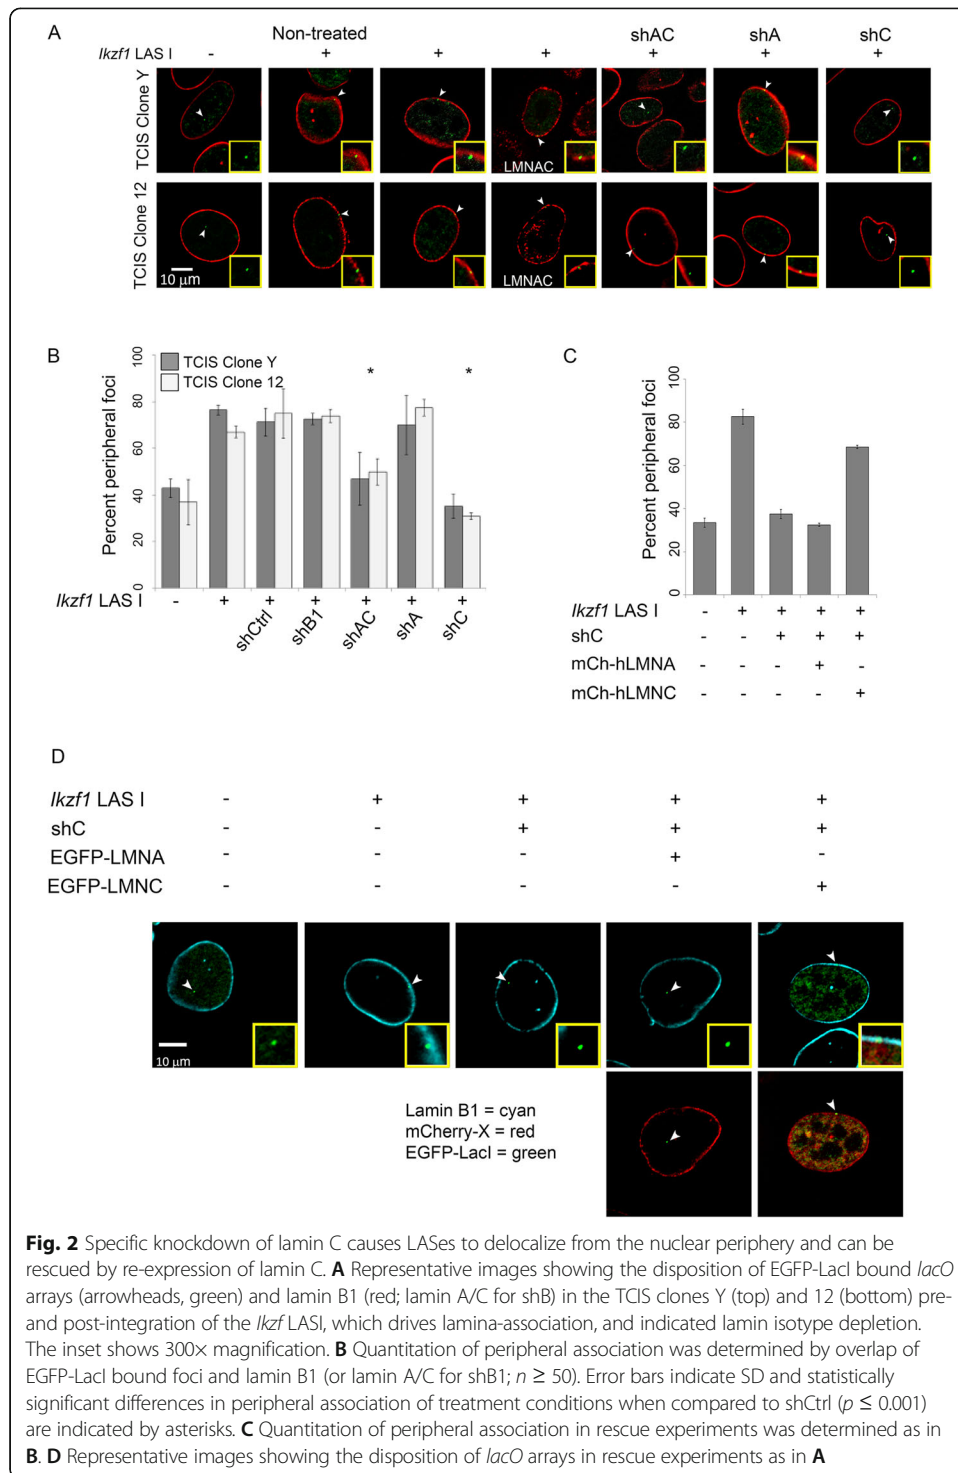 A
Non-treated shAC shA shC
Ikzf1 LAS I - + + + + + +
TCIS Clone Y
LMNAC
TCIS Clone 12
10 µm
LMNAC
B
TCIS Clone Y
TCIS Clone 12
* *
Percent peripheral foci
100
80
60
40
20
0
Ikzf1 LAS I - + + + + + +
shCtrl shB1 shAC shA shC
C
Percent peripheral foci
100
80
60
40
20
0
Ikzf1 LAS I - + + + +
shC - - + + +
mCh-hLMNA - - - + -
mCh-hLMNC - - - - +
D
Ikzf1 LAS I - + + + +
shC - - + + +
EGFP-LMNA - - - + -
EGFP-LMNC - - - - +
10 µm
Lamin B1 = cyan
mCherry-X = red
EGFP-LacI = green
Fig. 2 Specific knockdown of lamin C causes LASes to delocalize from the nuclear periphery and can be
rescued by re-expression of lamin C. A Representative images showing the disposition of EGFP-LacI bound lacO
arrays (arrowheads, green) and lamin B1 (red; lamin A/C for shB) in the TCIS clones Y (top) and 12 (bottom) pre-
and post-integration of the Ikzf LASI, which drives lamina-association, and indicated lamin isotype depletion.
The inset shows 300× magnification. B Quantitation of peripheral association was determined by overlap of
EGFP-LacI bound foci and lamin B1 (or lamin A/C for shB1; n ≥ 50). Error bars indicate SD and statistically
significant differences in peripheral association of treatment conditions when compared to shCtrl (p ≤ 0.001)
are indicated by asterisks. C Quantitation of peripheral association in rescue experiments was determined as in
B. D Representative images showing the disposition of lacO arrays in rescue experiments as in A